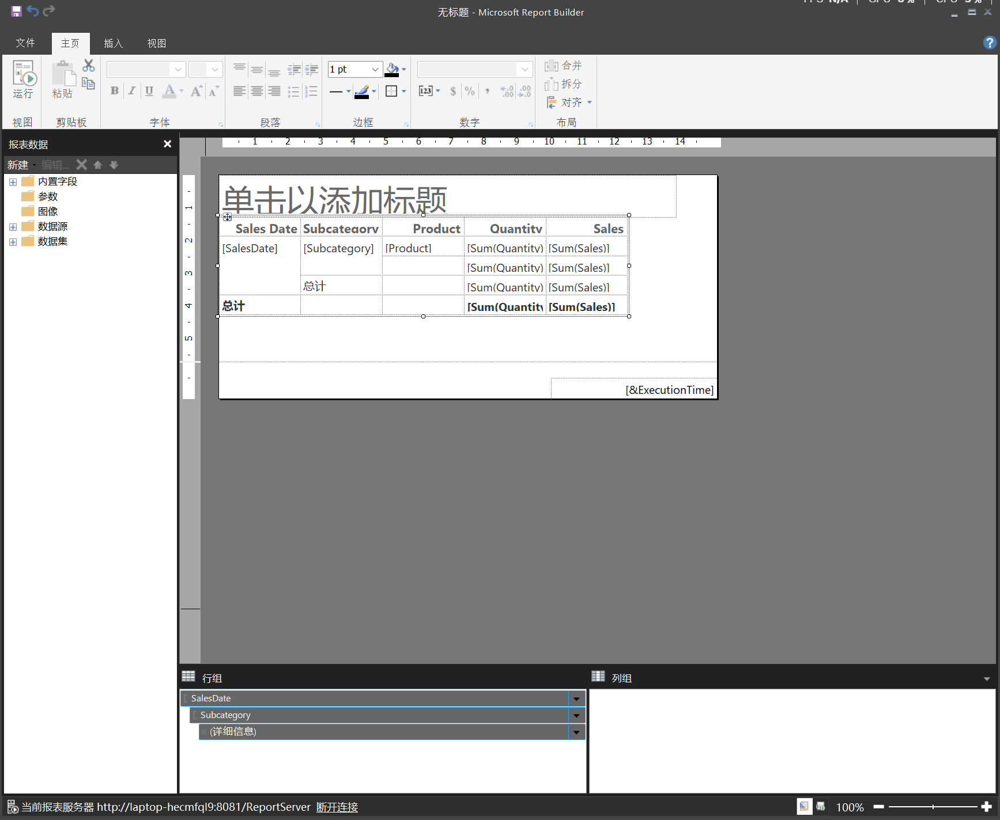 无标题 - Microsoft Report Builder
文件 主页 插入 视图
运行
视图
粘贴
剪贴板
B I U A A A
字体
段落
1 pt
边框
[123] $ % , .0 .00 .00 .0
数字
合并
拆分
对齐
布局
报表数据
新建 编辑...
内置字段
参数
图像
数据源
数据集
1 2 3 4 5 6 7 8 9 10 11 12 13 14
1
2
3
4
5
单击以添加标题
Sales Date Subcategory Product Quantity Sales
[SalesDate] [Subcategory] [Product] [Sum(Quantity) [Sum(Sales)]
[Sum(Quantity) [Sum(Sales)]
总计 [Sum(Quantity) [Sum(Sales)]
总计 [Sum(Quantity [Sum(Sales)]
[&ExecutionTime]
行组
SalesDate
Subcategory
(详细信息)
列组
当前报表服务器 http://laptop-hecmfql9:8081/ReportServer 断开连接
100%